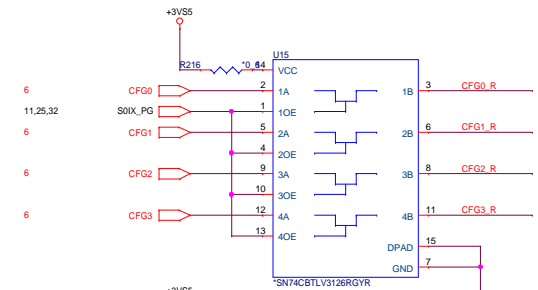 +3VS5
R216 *0_6 14 U15
VCC
6 CFG0 2 1A 1B 3 CFG0_R
11,25,32 S0IX_PG 1 1OE
6 CFG1 5 2A 2B 6 CFG1_R
4 2OE
6 CFG2 9 3A 3B 8 CFG2_R
10 3OE
6 CFG3 12 4A 4B 11 CFG3_R
13 4OE
DPAD 15
GND 7
*SN74CBTLV3126RGYR
+3VS5